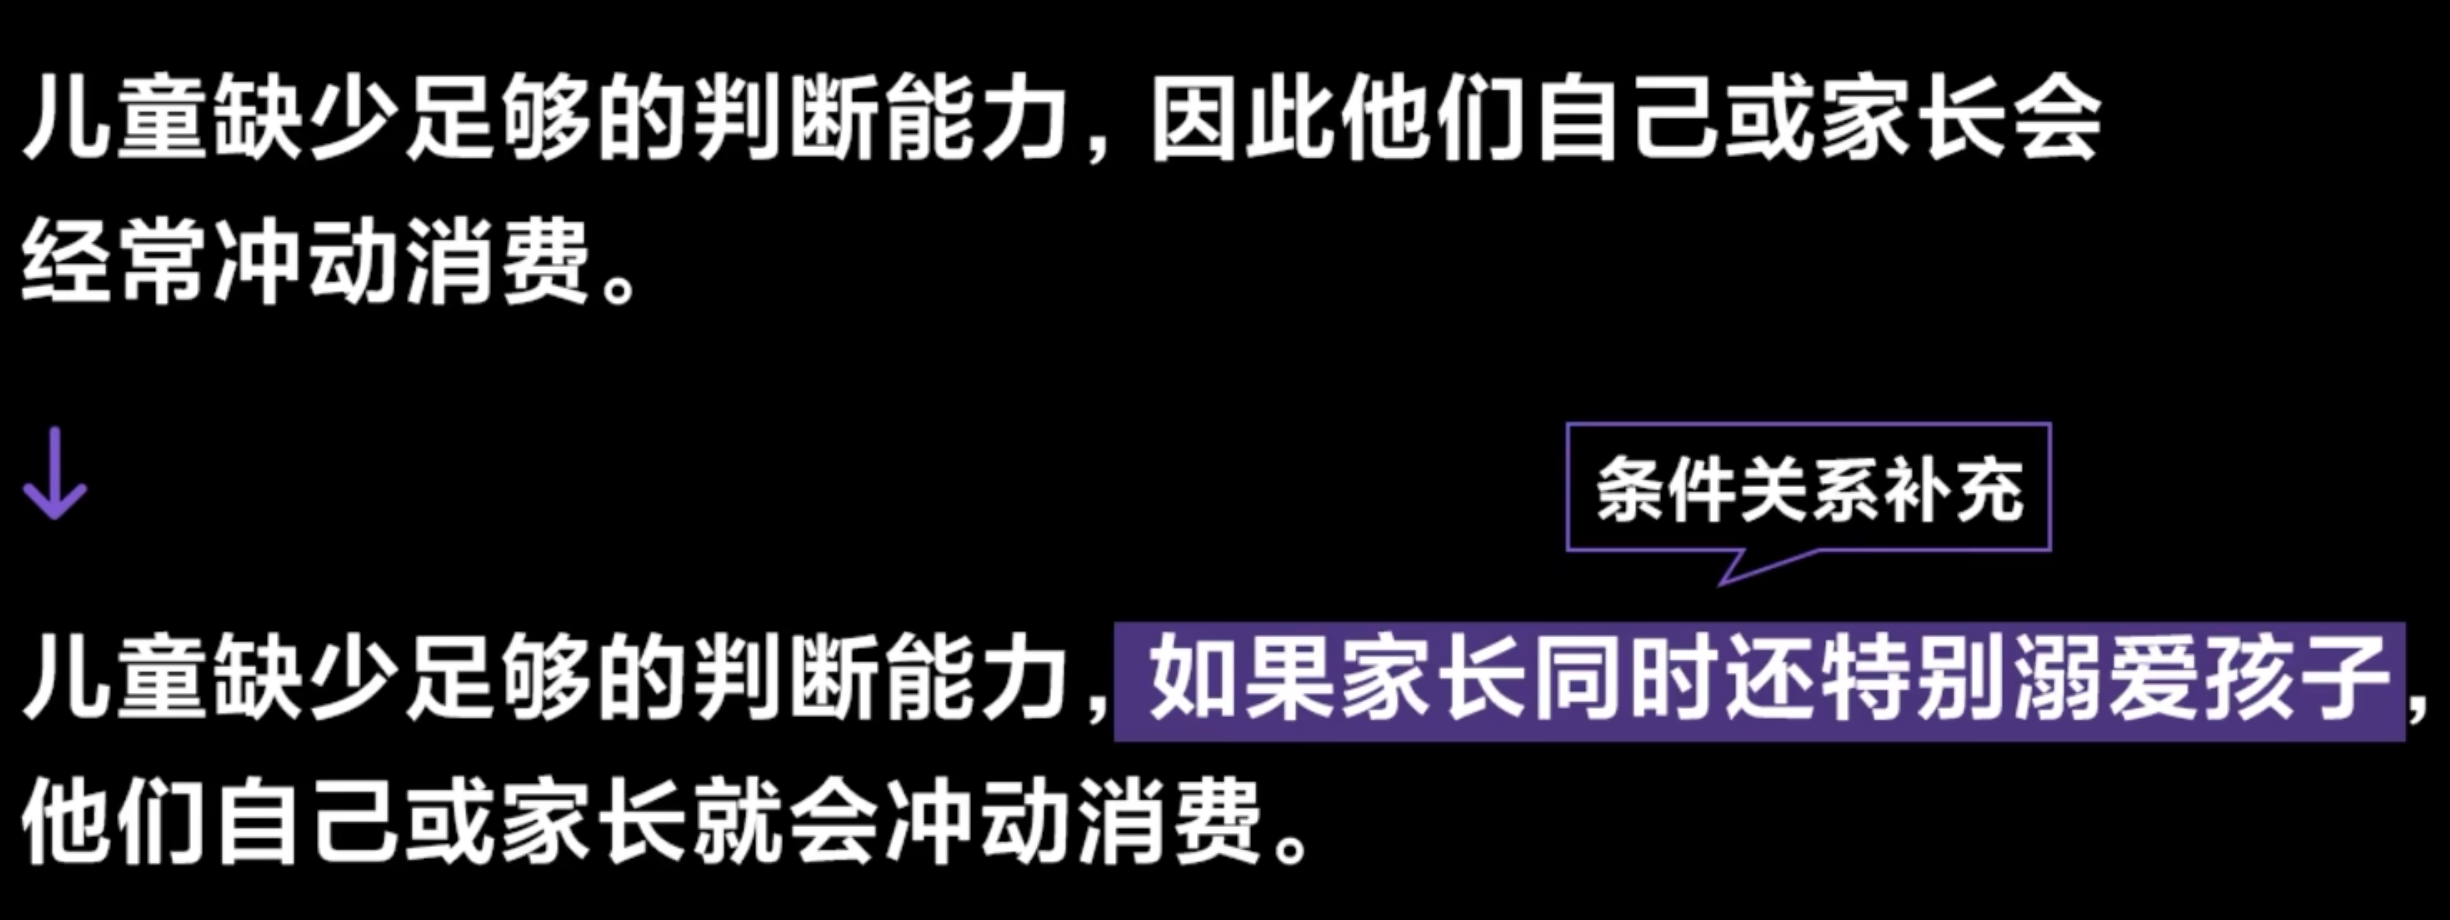 儿童缺少足够的判断能力，因此他们自己或家长会
经常冲动消费。
条件关系补充
儿童缺少足够的判断能力，如果家长同时还特别溺爱孩子，
他们自己或家长就会冲动消费。